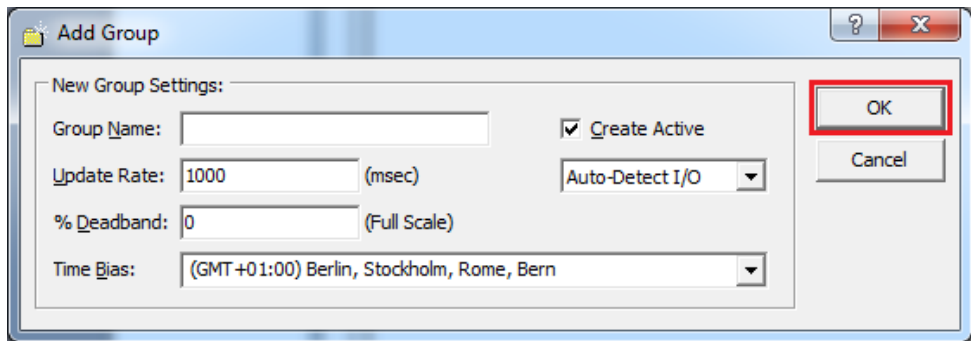 Add Group
New Group Settings:
Group Name:
Create Active
OK
Update Rate: 1000 (msec)
Auto-Detect I/O
Cancel
% Deadband: 0 (Full Scale)
Time Bias: (GMT+01:00) Berlin, Stockholm, Rome, Bern